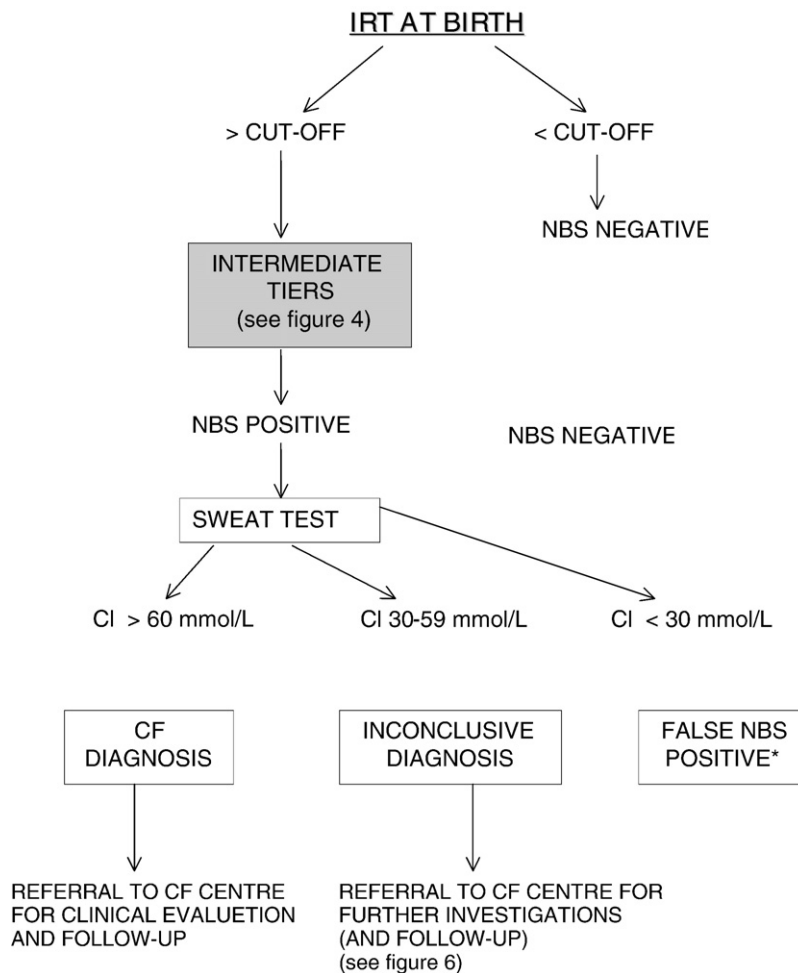 IRT AT BIRTH
> CUT-OFF
< CUT-OFF
NBS NEGATIVE
INTERMEDIATE
TIERS
(see figure 4)
NBS POSITIVE
NBS NEGATIVE
SWEAT TEST
Cl > 60 mmol/L
Cl 30-59 mmol/L
Cl < 30 mmol/L
CF
DIAGNOSIS
INCONCLUSIVE
DIAGNOSIS
FALSE NBS
POSITIVE*
REFERRAL TO CF CENTRE
FOR CLINICAL EVALUETION
AND FOLLOW-UP
REFERRAL TO CF CENTRE FOR
FURTHER INVESTIGATIONS
(AND FOLLOW-UP)
(see figure 6)